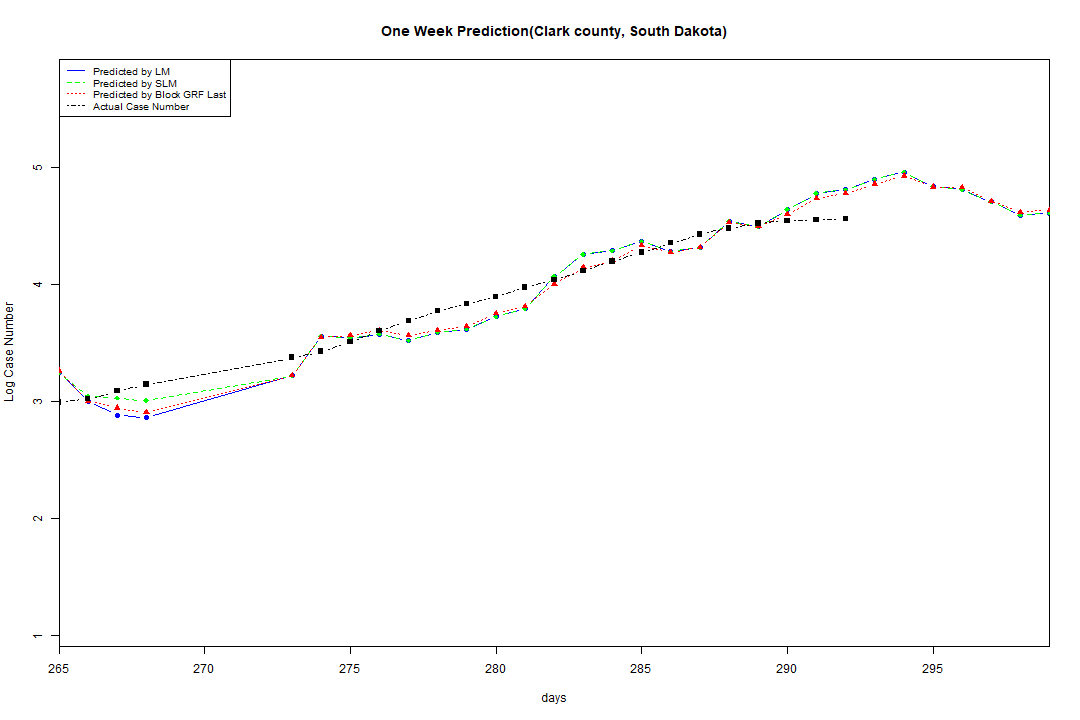 One Week Prediction(Clark county, South Dakota)
Predicted by LM
Predicted by SLM
Predicted by Block GRF Last
Actual Case Number
5
4
3
2
1
Log Case Number
265 270 275 280 285 290 295
days